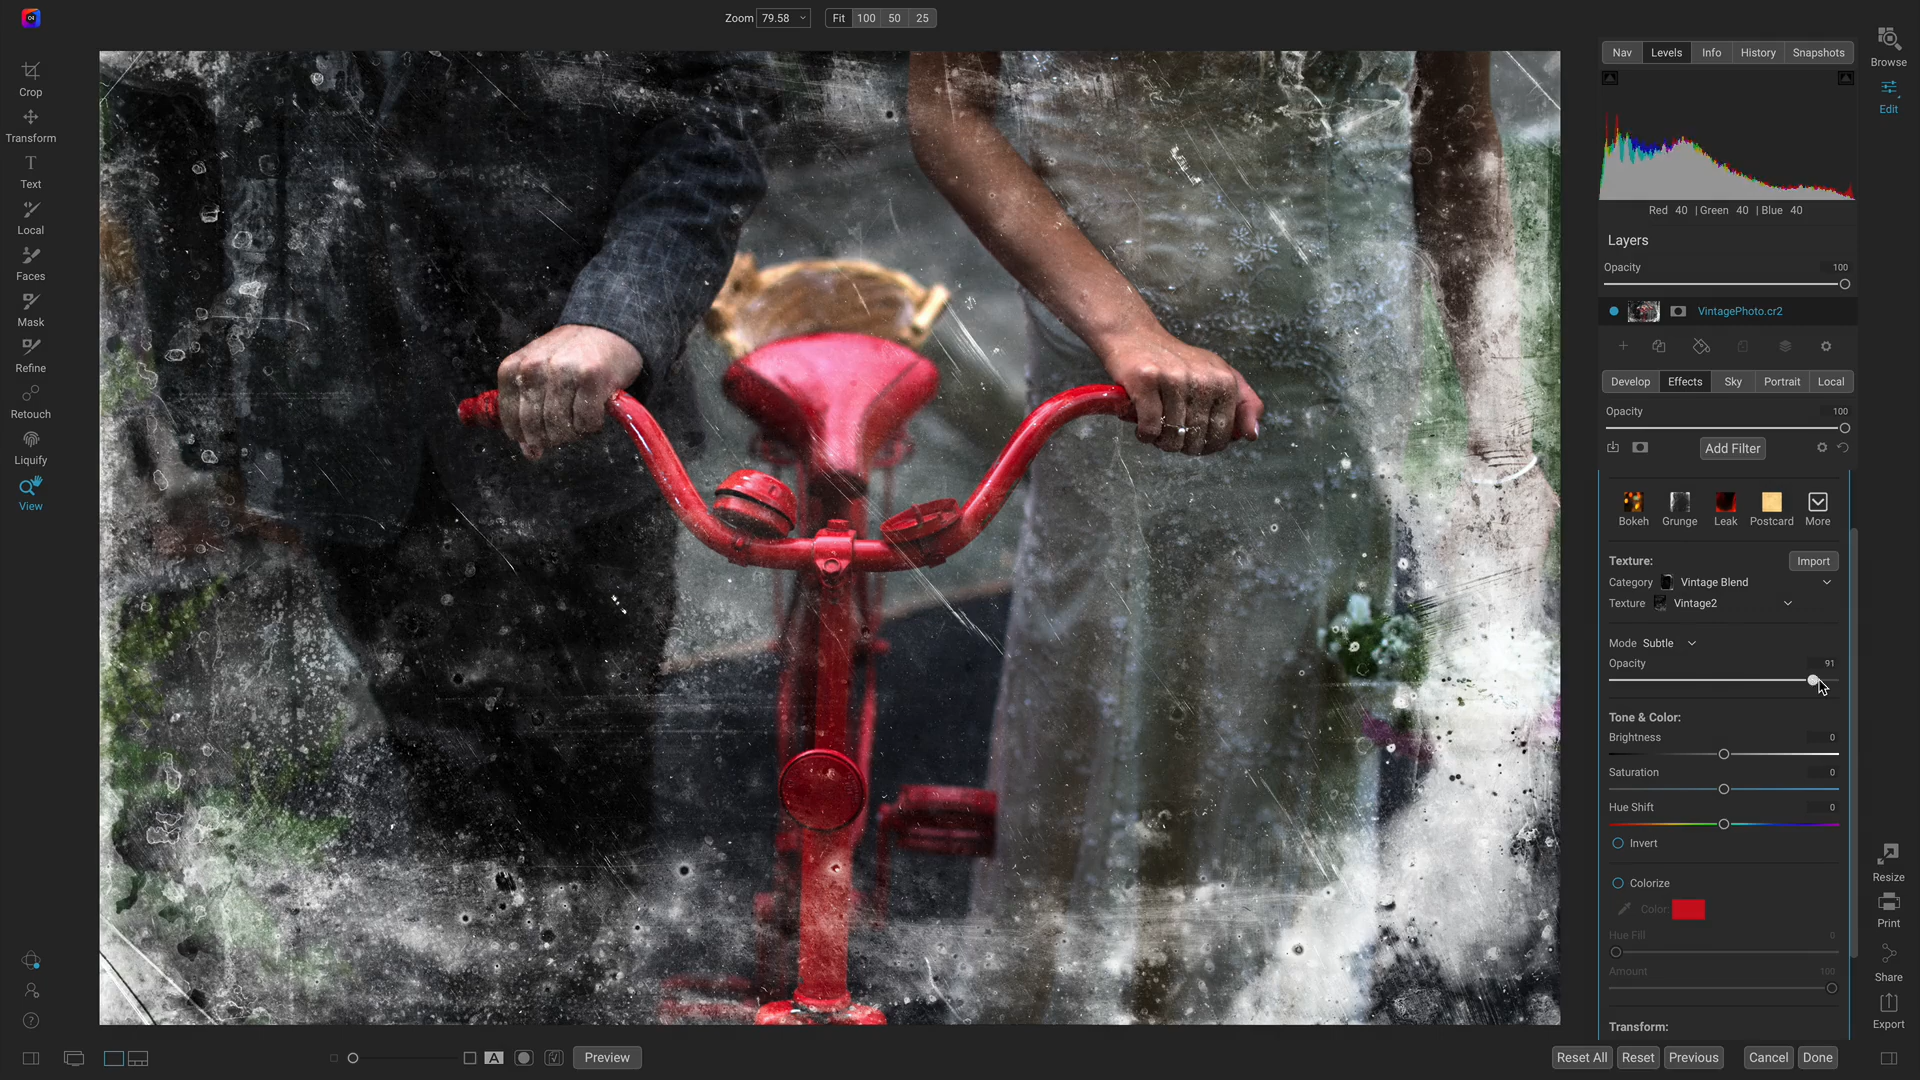 Zoom 79.58 Fit 100 50 25
Crop
Transform
Text
Local
Faces
Mask
Refine
Retouch
Liquify
View
Nav Levels Info History Snapshots
Red 40 | Green 40 | Blue 40
Layers
Opacity 100
VintagePhoto.cr2
Develop Effects Sky Portrait Local
Opacity 100
Add Filter
Bokeh Grunge Leak Postcard More
Texture: Import
Category Vintage Blend
Texture Vintage2
Mode Subtle
Opacity 91
Tone & Color:
Brightness 0
Saturation 0
Hue Shift 0
Invert
Colorize
Color:
Hue Fill 0
Amount 100
Transform:
Browse
Edit
Resize
Print
Share
Export
A Preview
Reset All Reset Previous Cancel Done